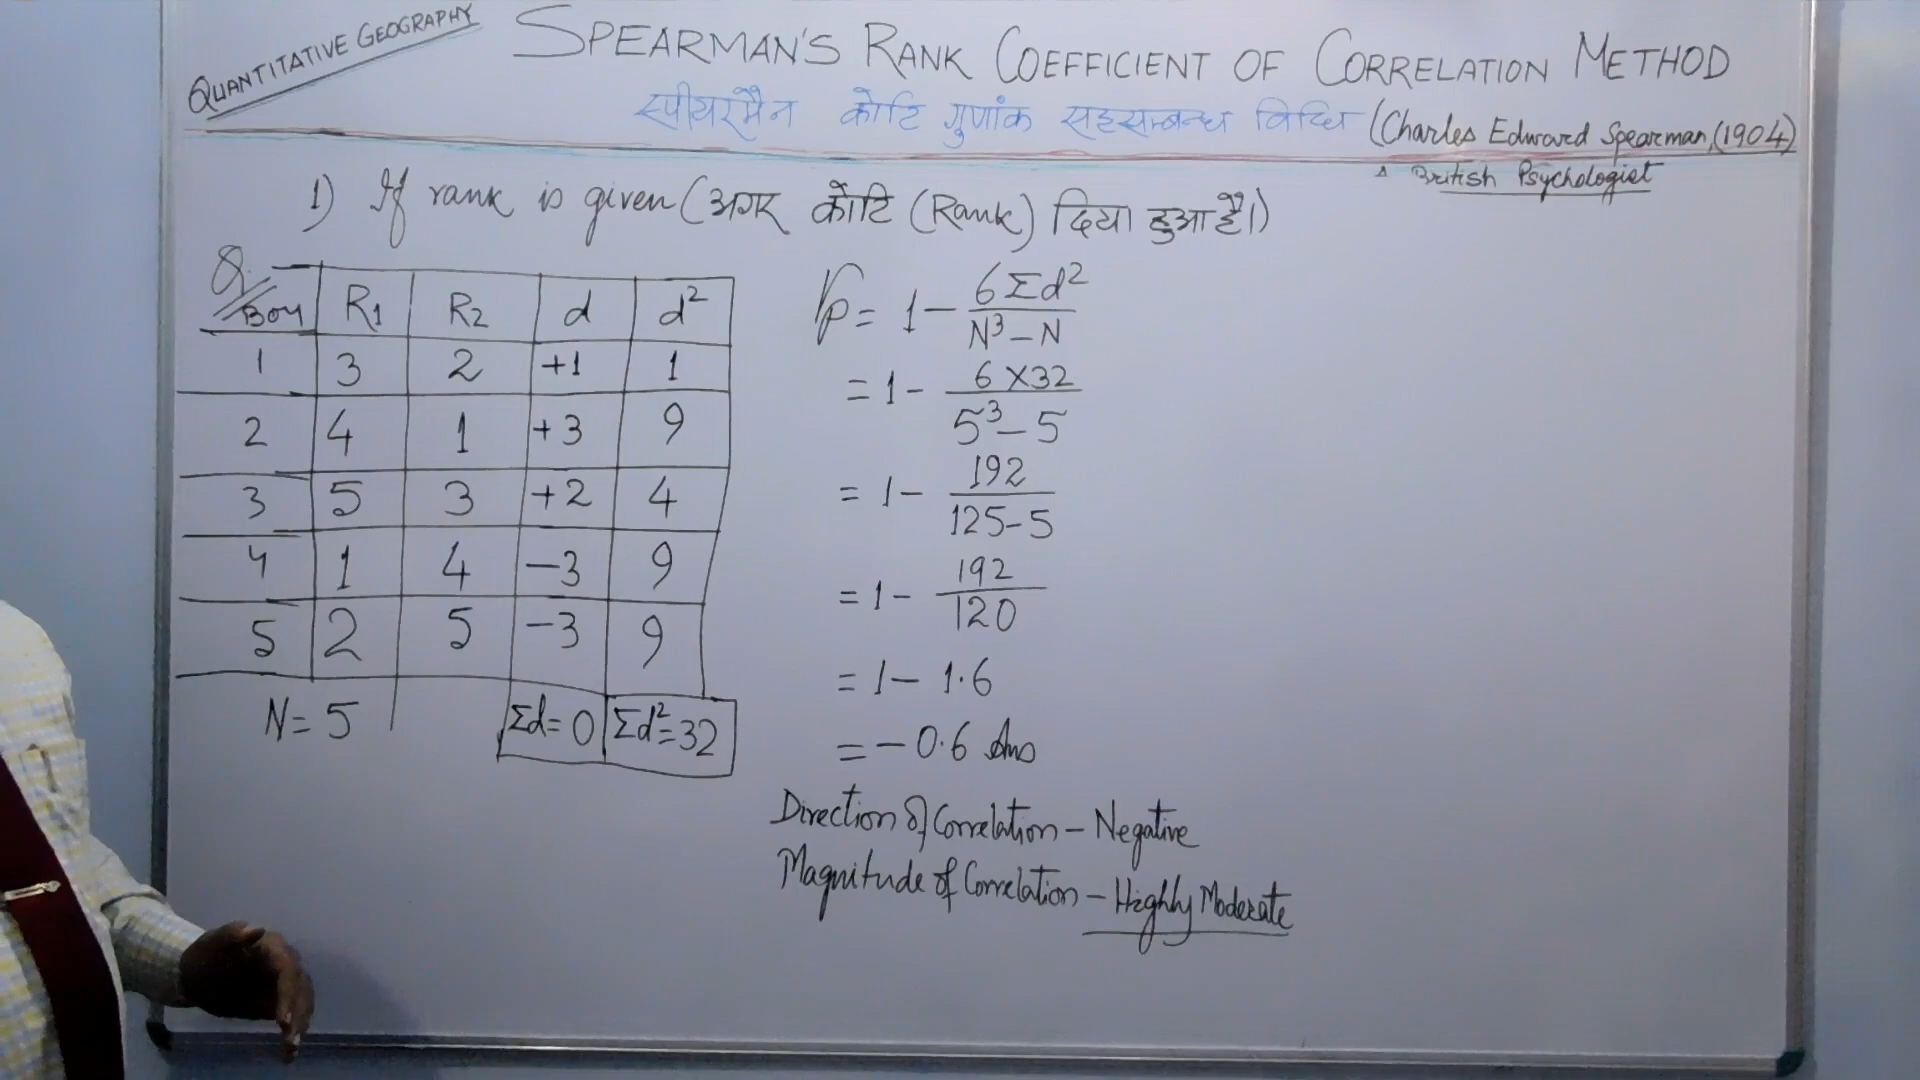 QUANTITATIVE GEOGRAPHY
SPEARMAN'S RANK COEFFICIENT OF CORRELATION METHOD
स्पीयरमैन कोटि गुणांक सहसम्बन्ध विधि (Charles Edward Spearman, (1904)
A British Psychologist
1) If rank is given (अगर कोटि (Rank) दिया हुआ है।)
Q.
Boy R1 R2 d d²
1 3 2 +1 1
2 4 1 +3 9
3 5 3 +2 4
4 1 4 -3 9
5 2 5 -3 9
N = 5 Σd = 0 Σd² = 32
rp = 1 - 6Σd² / N³ - N
= 1 - 6 × 32 / 5³ - 5
= 1 - 192 / 125 - 5
= 1 - 192 / 120
= 1 - 1.6
= - 0.6 Ans
Direction of Correlation - Negative
Magnitude of Correlation - Highly Moderate